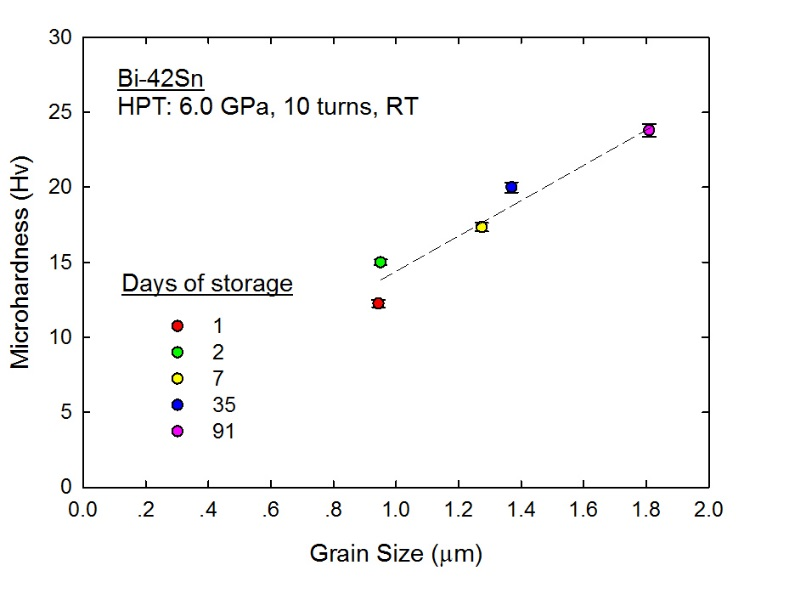 30
25
20
15
10
5
0
Microhardness (Hv)
Bi-42Sn
HPT: 6.0 GPa, 10 turns, RT
Days of storage
1
2
7
35
91
0.0 .2 .4 .6 .8 1.0 1.2 1.4 1.6 1.8 2.0
Grain Size (μm)